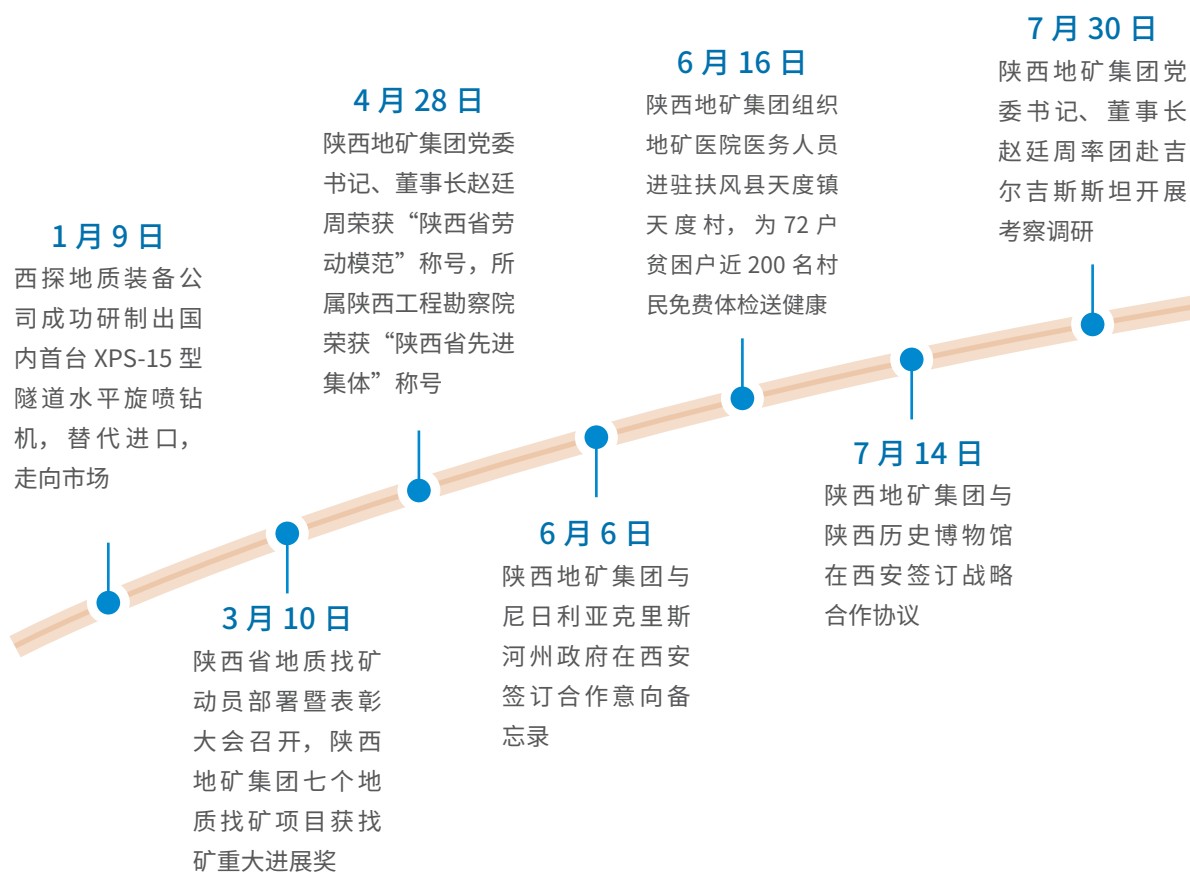 1 月 9 日
西探地质装备公
司成功研制出国
内首台 XPS-15 型
隧道水平旋喷钻
机，替代进口，
走向市场
3 月 10 日
陕西省地质找矿
动员部署暨表彰
大会召开，陕西
地矿集团七个地
质找矿项目获找
矿重大进展奖
4 月 28 日
陕西地矿集团党委
书记、董事长赵廷
周荣获“陕西省劳
动模范”称号，所
属陕西工程勘察院
荣获“陕西省先进
集体”称号
6 月 6 日
陕西地矿集团与
尼日利亚克里斯
河州政府在西安
签订合作意向备
忘录
6 月 16 日
陕西地矿集团组织
地矿医院医务人员
进驻扶风县天度镇
天度村，为 72 户
贫困户近 200 名村
民免费体检送健康
7 月 14 日
陕西地矿集团与
陕西历史博物馆
在西安签订战略
合作协议
7 月 30 日
陕西地矿集团党
委书记、董事长
赵廷周率团赴吉
尔吉斯斯坦开展
考察调研